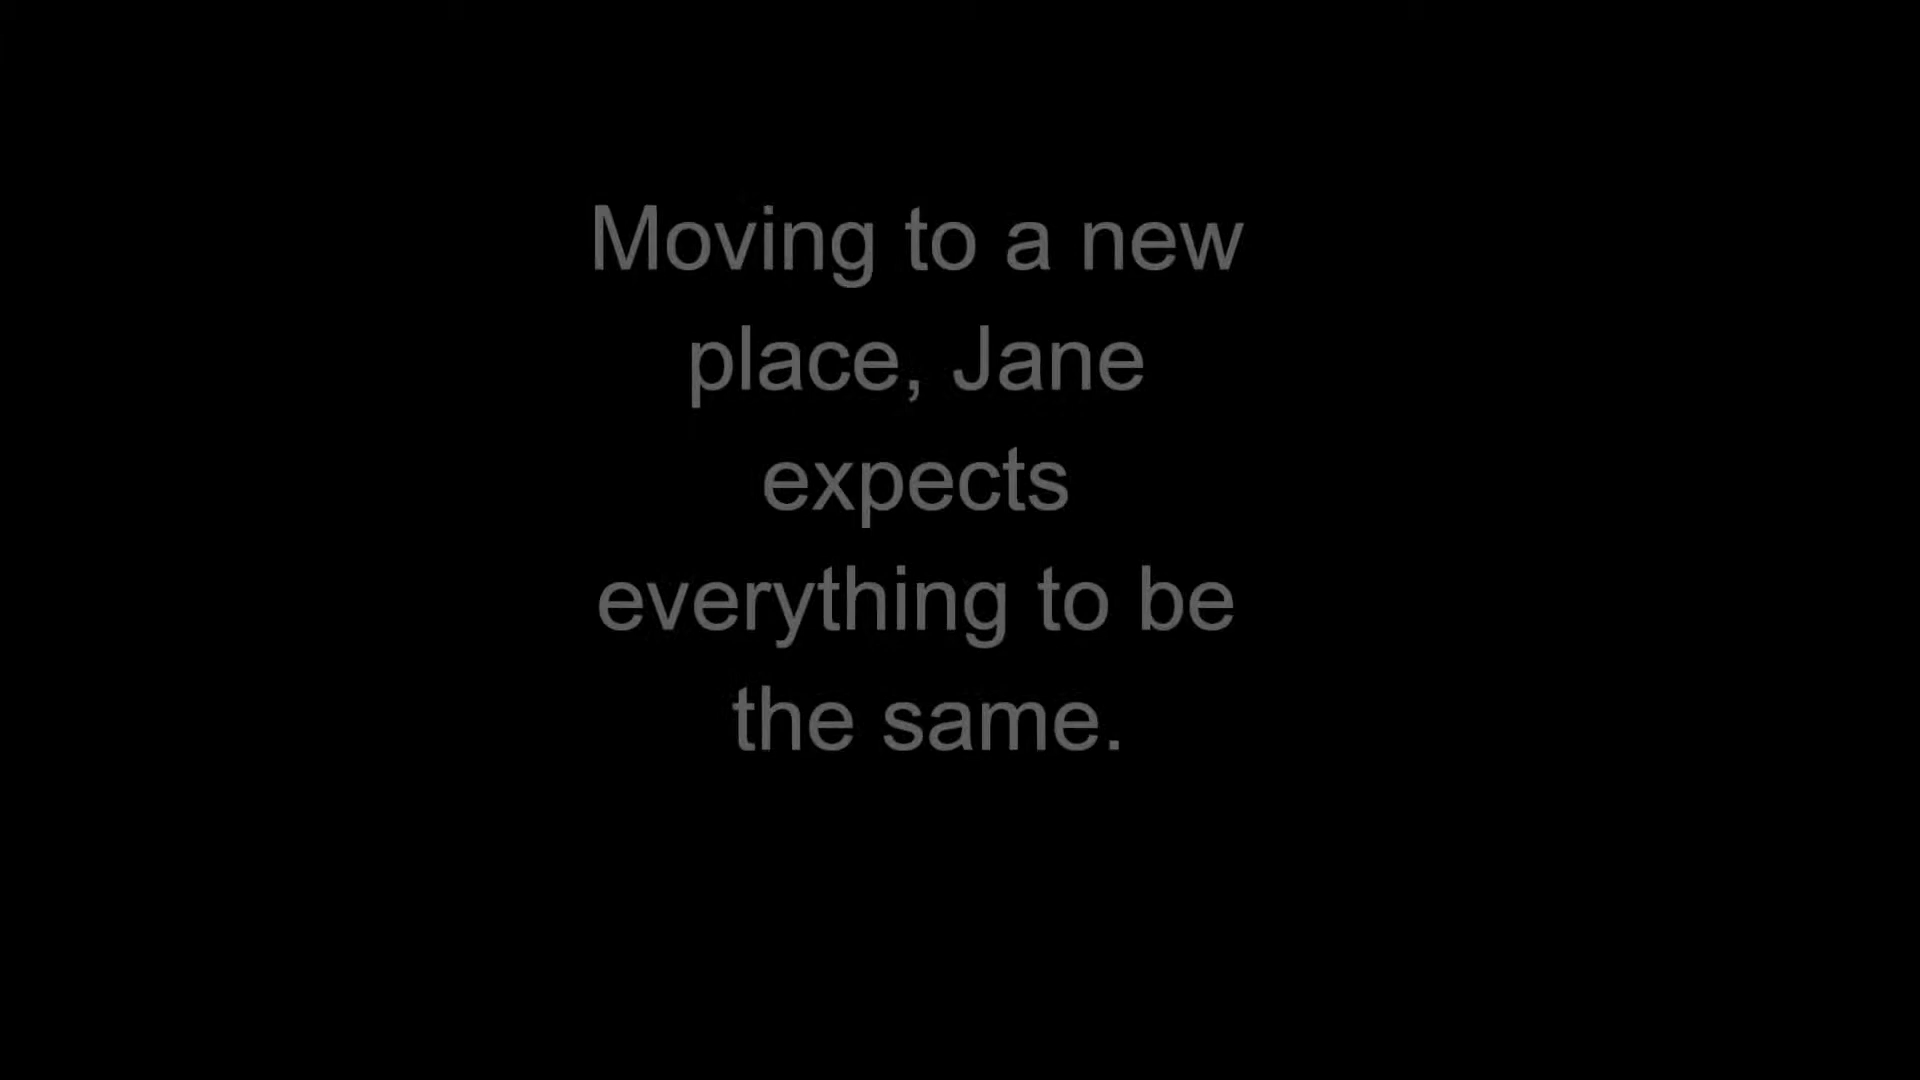 Moving to a new
place, Jane
expects
everything to be
the same.